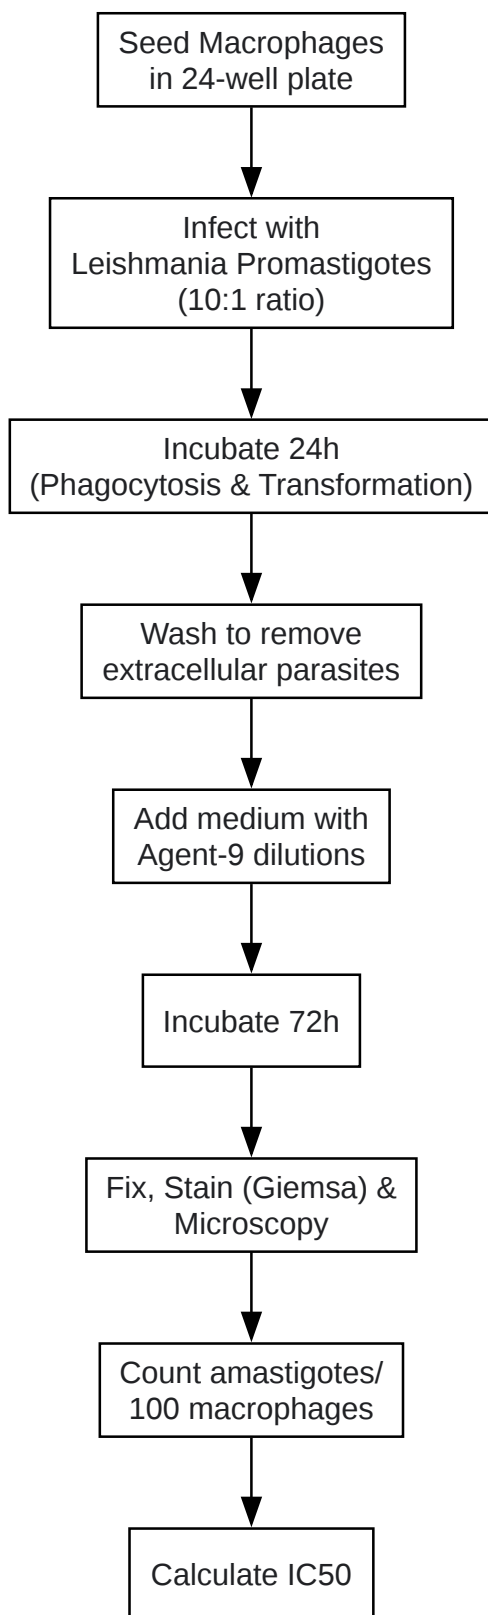 Seed Macrophages
in 24-well plate
Infect with
Leishmania Promastigotes
(10:1 ratio)
Incubate 24h
(Phagocytosis & Transformation)
Wash to remove
extracellular parasites
Add medium with
Agent-9 dilutions
Incubate 72h
Fix, Stain (Giemsa) &
Microscopy
Count amastigotes/
100 macrophages
Calculate IC50